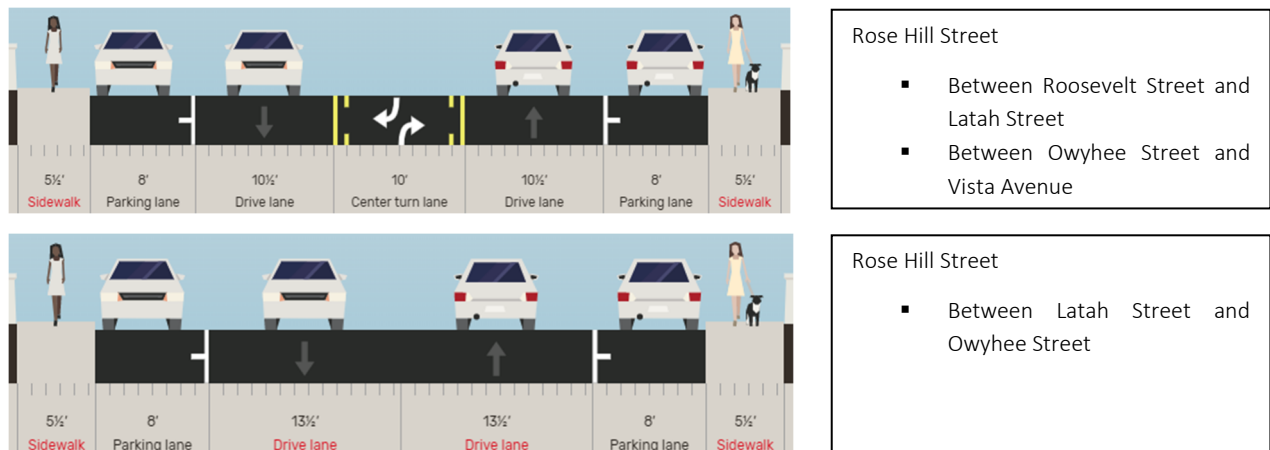 5½' 8' 10½' 10' 10½' 8' 5½'
Sidewalk Parking lane Drive lane Center turn lane Drive lane Parking lane Sidewalk
Rose Hill Street
▪ Between Roosevelt Street and
Latah Street
▪ Between Owyhee Street and
Vista Avenue
5½' 8' 13½' 13½' 8' 5½'
Sidewalk Parking lane Drive lane Drive lane Parking lane Sidewalk
Rose Hill Street
▪ Between Latah Street and
Owyhee Street